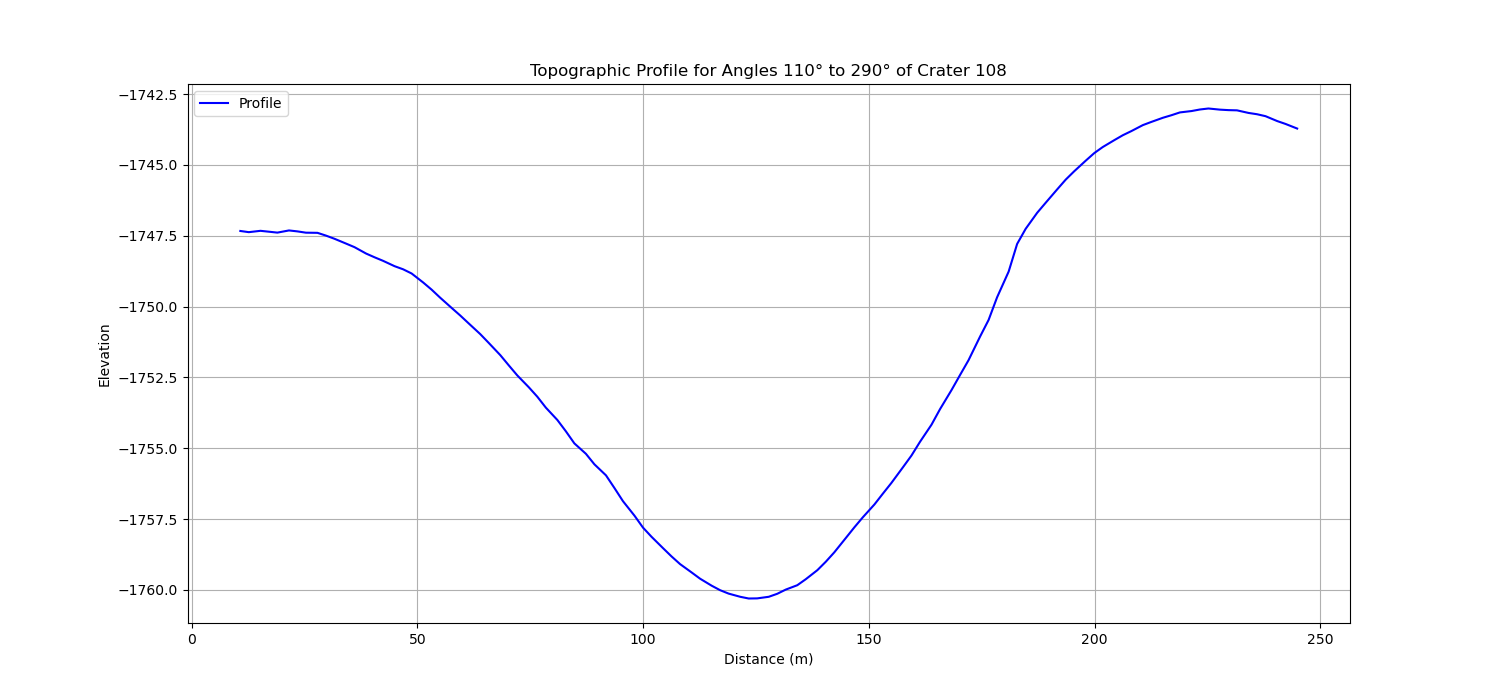 Topographic Profile for Angles 110° to 290° of Crater 108
Profile
−1742.5
−1745.0
−1747.5
−1750.0
−1752.5
−1755.0
−1757.5
−1760.0
Elevation
0 50 100 150 200 250
Distance (m)